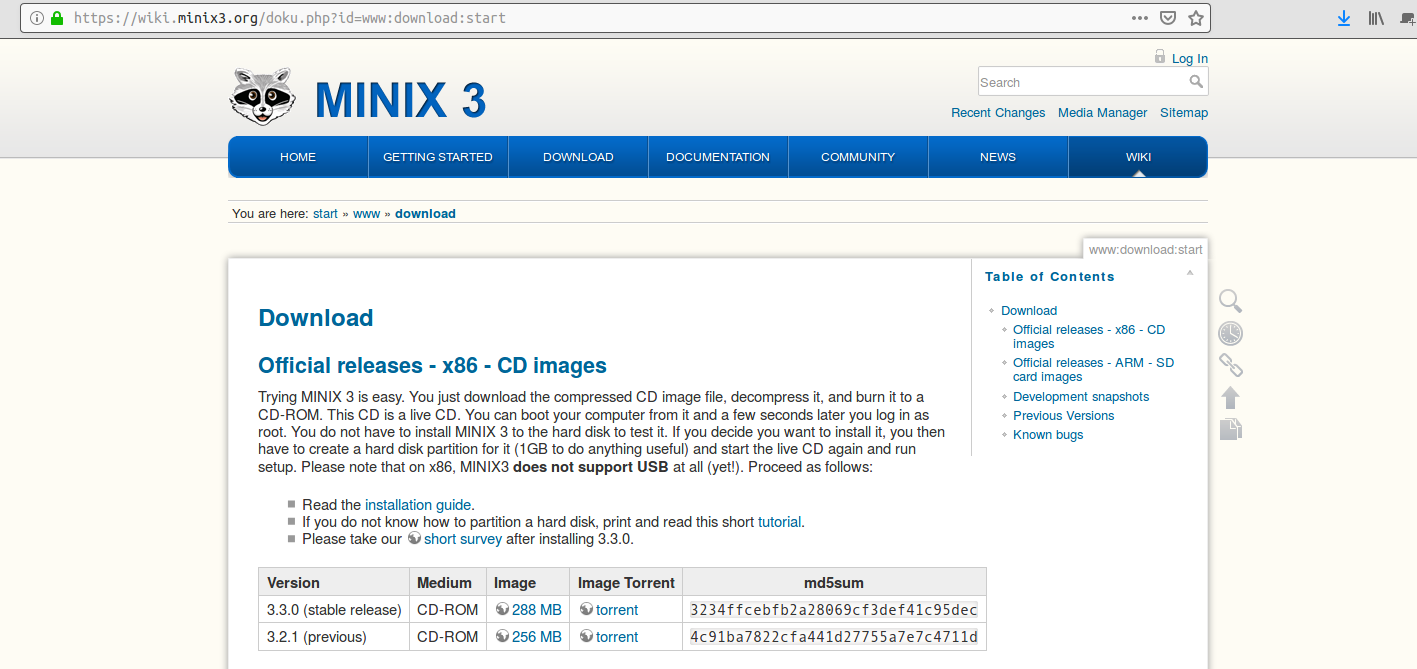 https://wiki.minix3.org/doku.php?id=www:download:start
Log In
MINIX 3
Search
Recent Changes Media Manager Sitemap
HOME GETTING STARTED DOWNLOAD DOCUMENTATION COMMUNITY NEWS WIKI
You are here: start » www » download
www:download:start
Table of Contents
Download
Official releases - x86 - CD
images
Official releases - ARM - SD
card images
Development snapshots
Previous Versions
Known bugs
Download
Official releases - x86 - CD images
Trying MINIX 3 is easy. You just download the compressed CD image file, decompress it, and burn it to a
CD-ROM. This CD is a live CD. You can boot your computer from it and a few seconds later you log in as
root. You do not have to install MINIX 3 to the hard disk to test it. If you decide you want to install it, you then
have to create a hard disk partition for it (1GB to do anything useful) and start the live CD again and run
setup. Please note that on x86, MINIX3 does not support USB at all (yet!). Proceed as follows:
Read the installation guide.
If you do not know how to partition a hard disk, print and read this short tutorial.
Please take our short survey after installing 3.3.0.
Version Medium Image Image Torrent md5sum
3.3.0 (stable release) CD-ROM 288 MB torrent 3234ffcebfb2a28069cf3def41c95dec
3.2.1 (previous) CD-ROM 256 MB torrent 4c91ba7822cfa441d27755a7e7c4711d